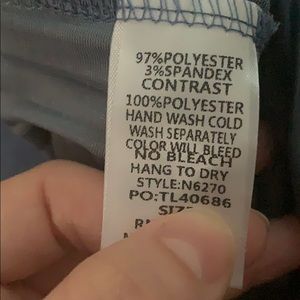 97%POLYESTER
3%SPANDEX
CONTRAST
100%POLYESTER
HAND WASH COLD
WASH SEPARATELY
COLOR WILL BLEED
NO BLEACH
HANG TO DRY
STYLE:N6270
PO:TL40686